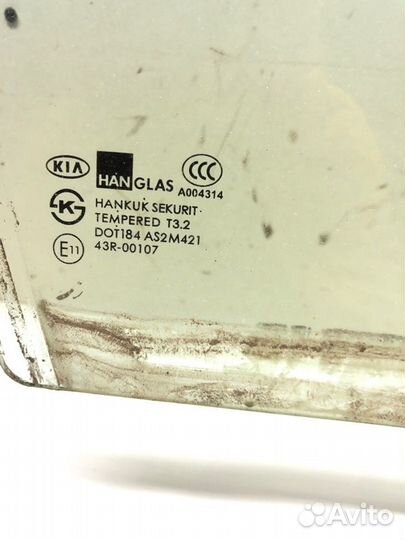 KIA HANGLAS CCC
A004314
HANKUK SEKURIT
TEMPERED T3.2
DOT184 AS2M421
E11 43R-00107
Avito